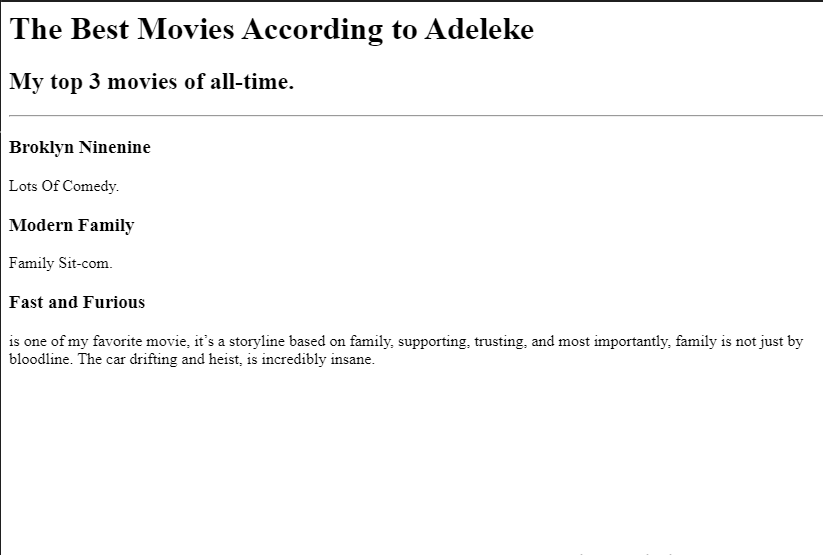 The Best Movies According to Adeleke
My top 3 movies of all-time.
Broklyn Ninenine
Lots Of Comedy.
Modern Family
Family Sit-com.
Fast and Furious
is one of my favorite movie, it’s a storyline based on family, supporting, trusting, and most importantly, family is not just by
bloodline. The car drifting and heist, is incredibly insane.